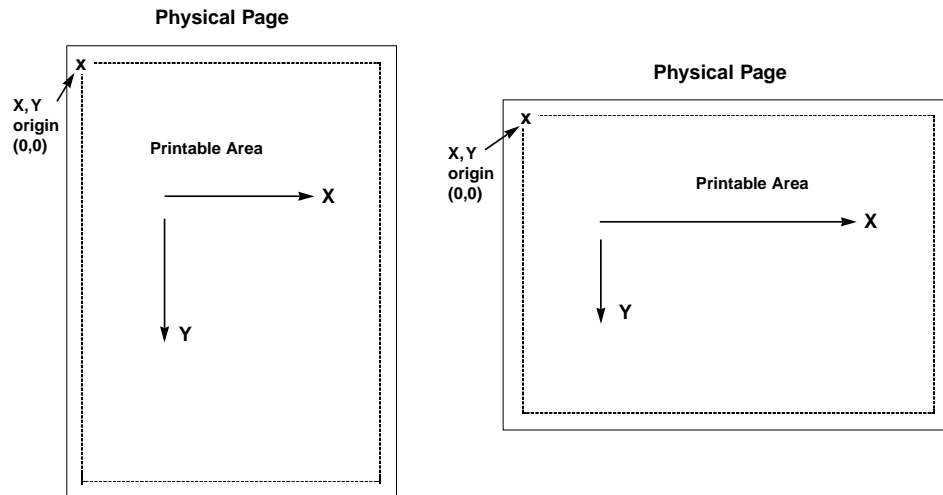 Physical Page
x
X, Y
origin
(0,0)
Printable Area
X
Y
Physical Page
x
X, Y
origin
(0,0)
Printable Area
X
Y